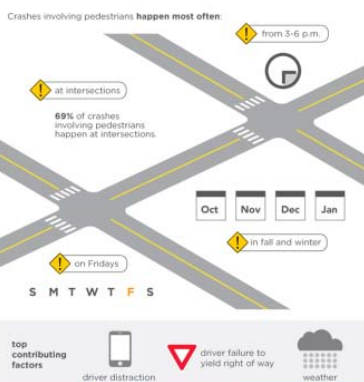 Crashes involving pedestrians happen most often:
from 3-6 p.m.
at intersections
69% of crashes
involving pedestrians
happen at intersections.
Oct Nov Dec Jan
in fall and winter
on Fridays
S M T W T F S
top
contributing
factors
driver distraction
driver failure to
yield right of way
weather